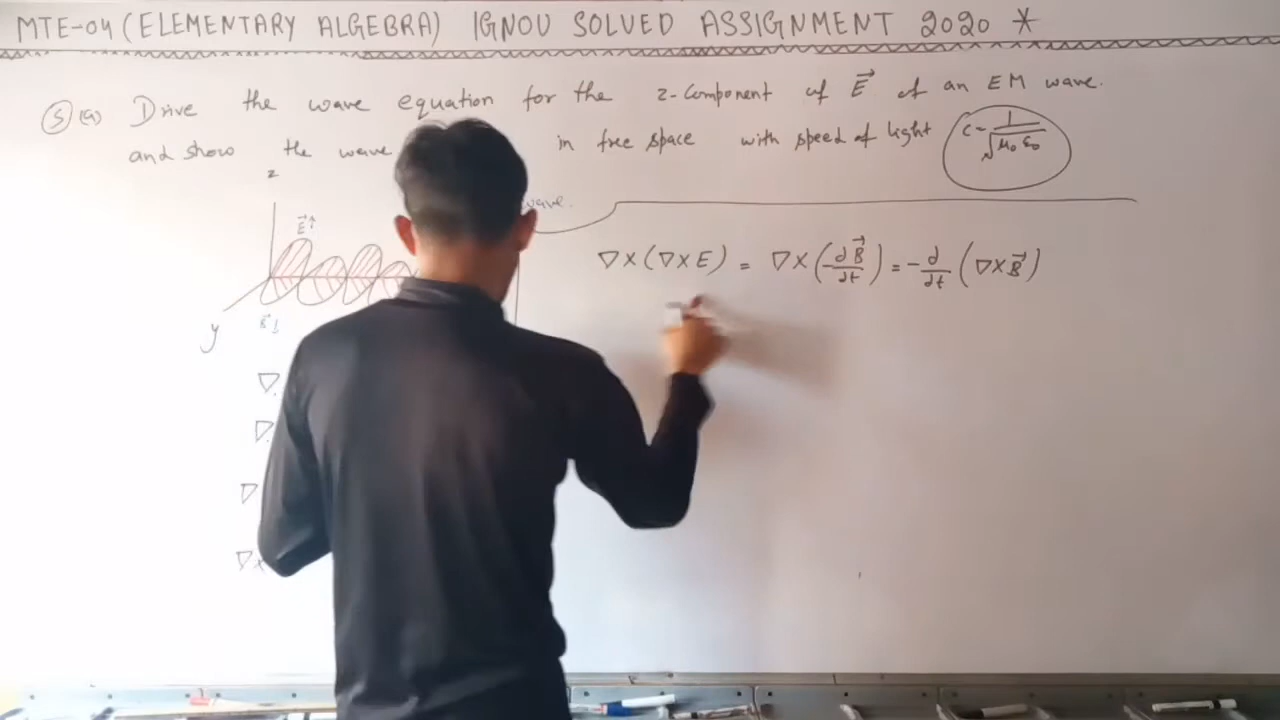 MTE-04 (ELEMENTARY ALGEBRA) IGNOU SOLVED ASSIGNMENT 2020 *
5 (a) Drive the wave equation for the z-component of E⃗ of an EM wave.
and show the wave in free space with speed of light c = 1/√μ₀ε₀
wave.
z
E⃗↑
y
B⃗↓
∇×(∇×E) = ∇×(-∂B⃗/∂t) = -∂/∂t (∇×B⃗)
∇.
∇.
∇
∇×